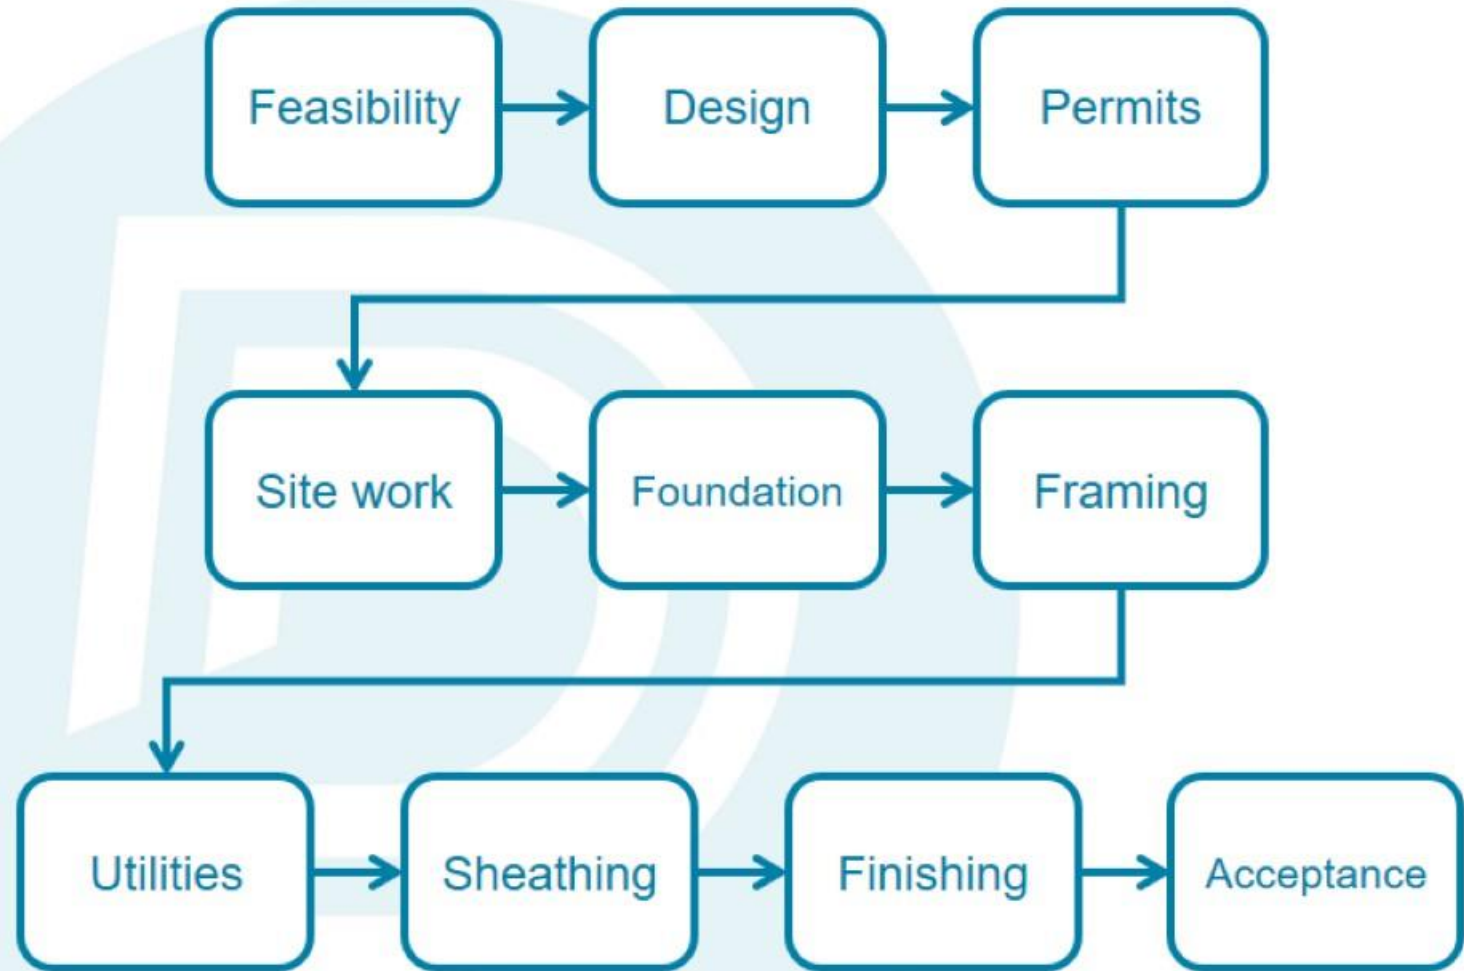 Feasibility
Design
Permits
Site work
Foundation
Framing
Utilities
Sheathing
Finishing
Acceptance